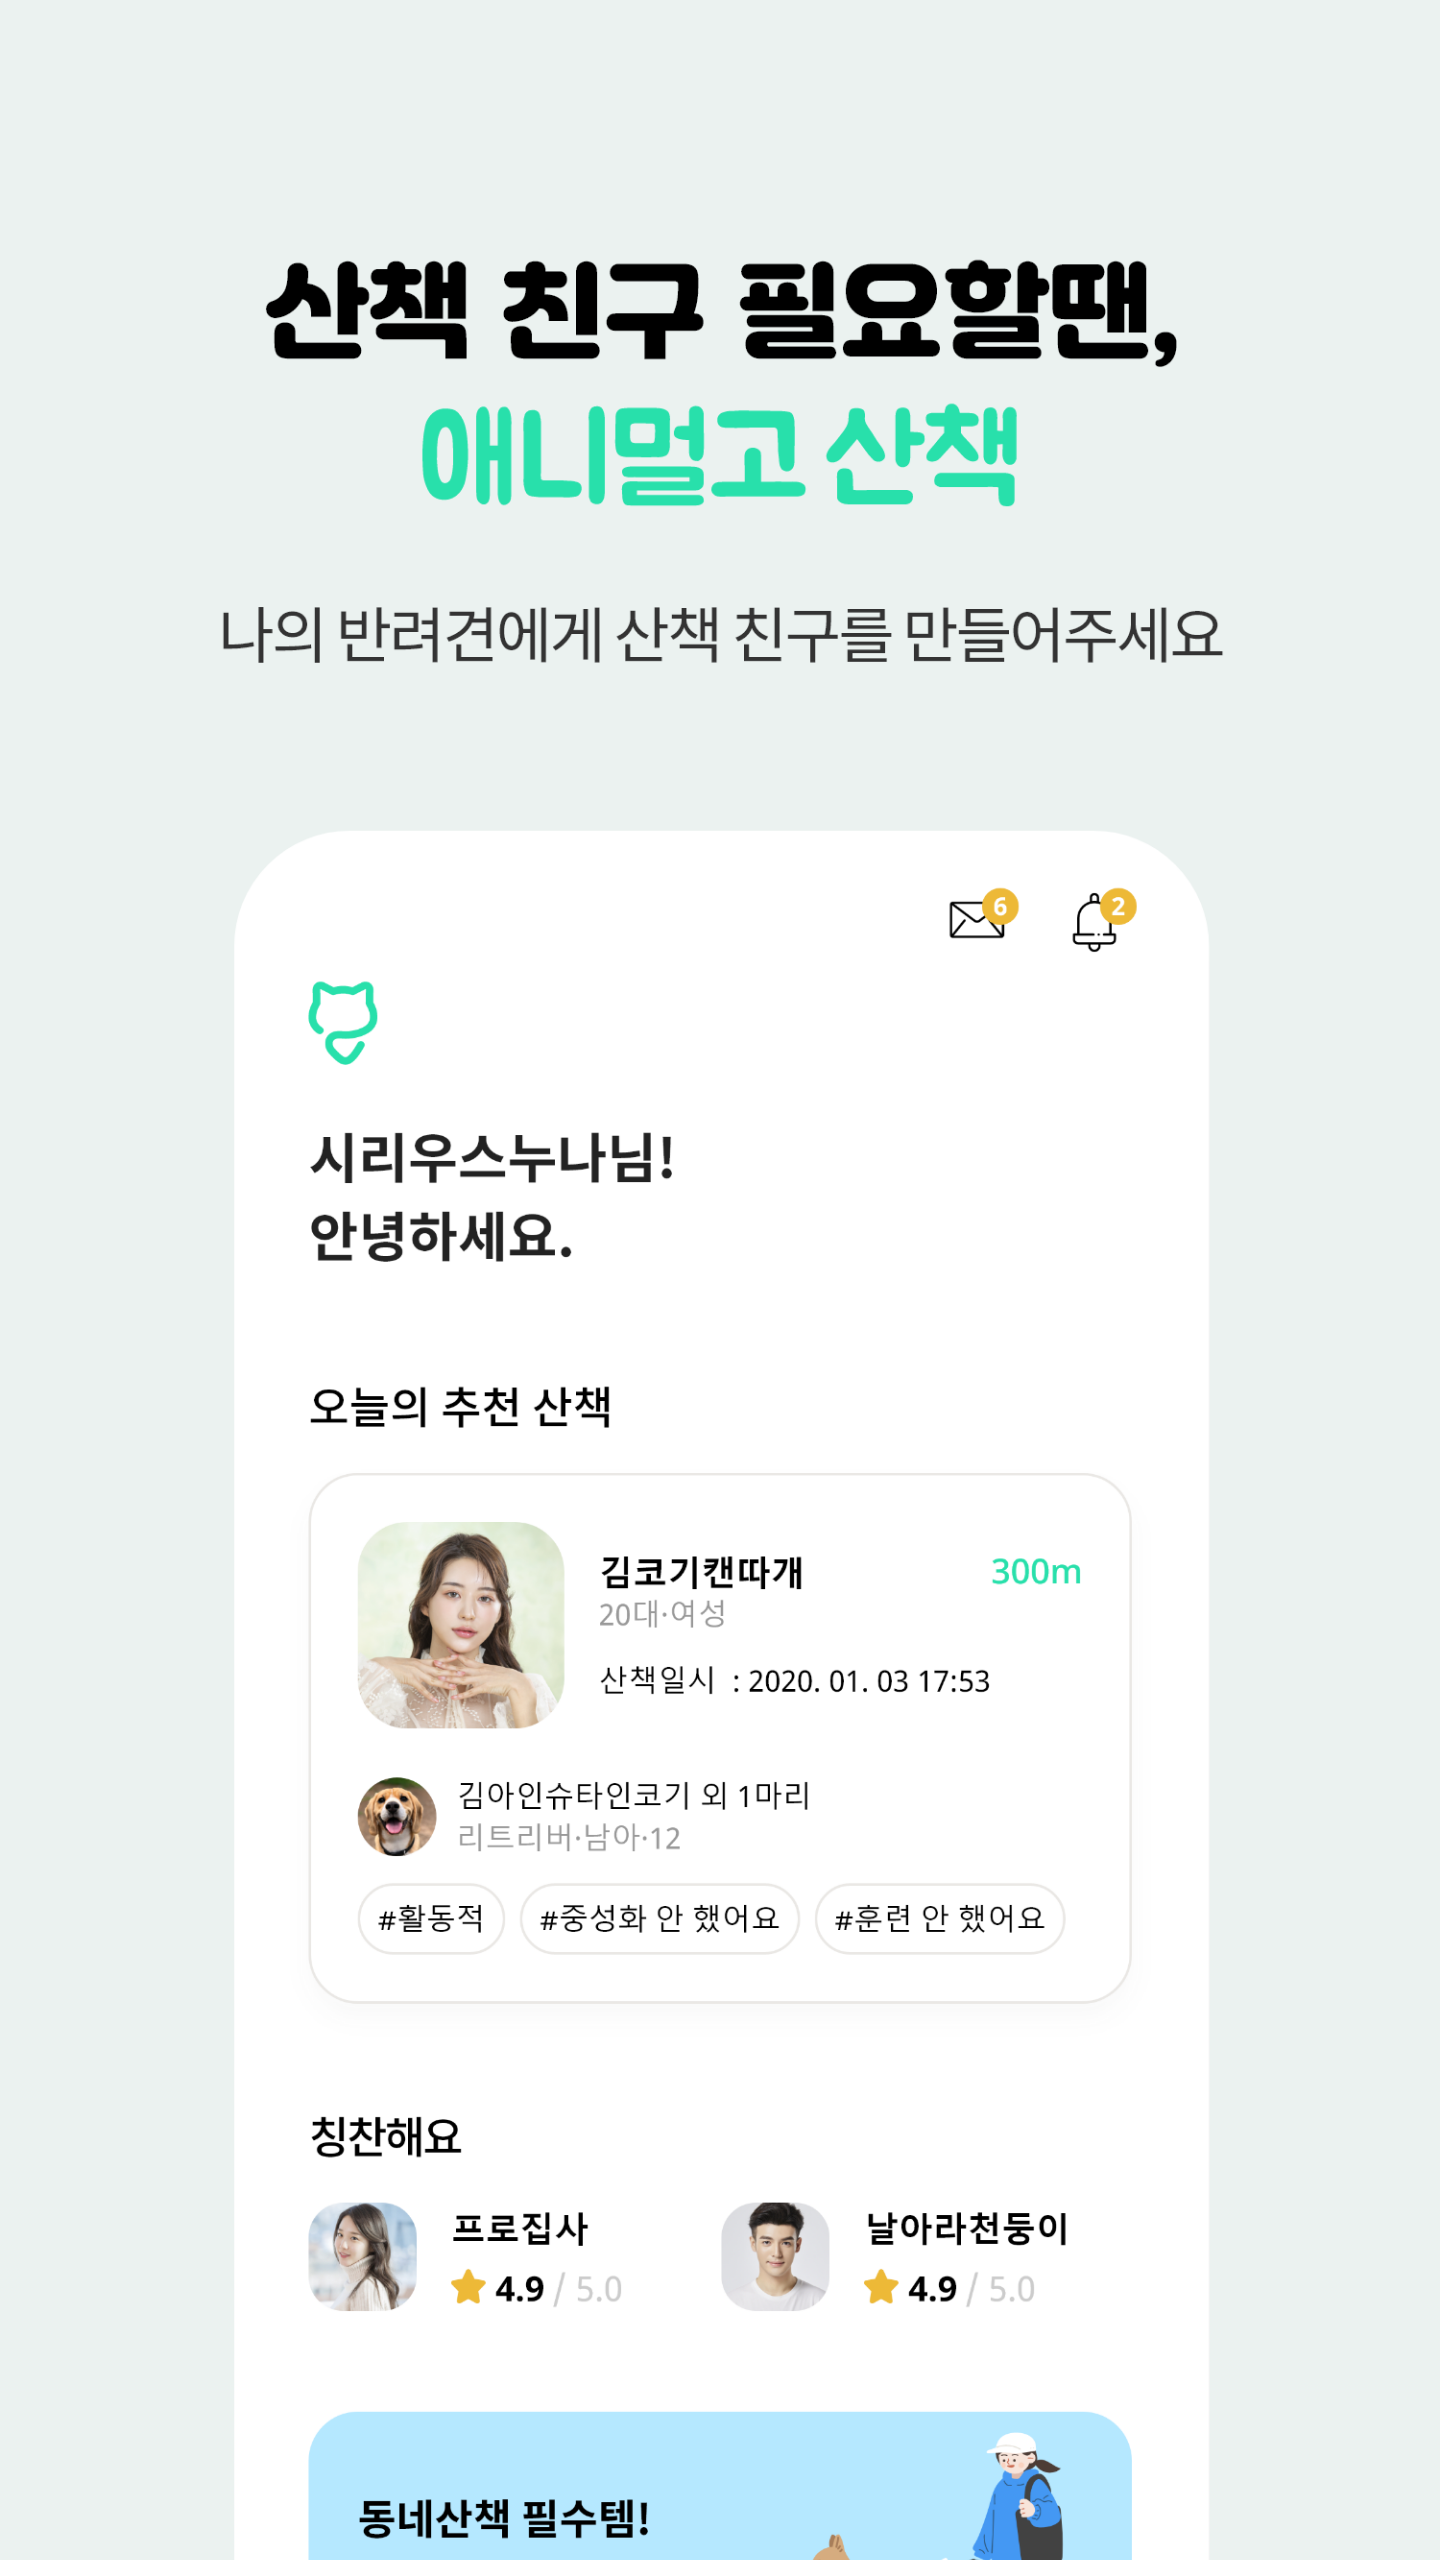 산책 친구 필요할땐,
애니멀고 산책
나의 반려견에게 산책 친구를 만들어주세요
6 2
시리우스누나님!
안녕하세요.
오늘의 추천 산책
김코기캔따개 300m
20대·여성
산책일시 : 2020. 01. 03 17:53
김아인슈타인코기 외 1마리
리트리버·남아·12
#활동적 #중성화 안 했어요 #훈련 안 했어요
칭찬해요
프로집사 날아라천둥이
4.9 / 5.0 4.9 / 5.0
동네산책 필수템!